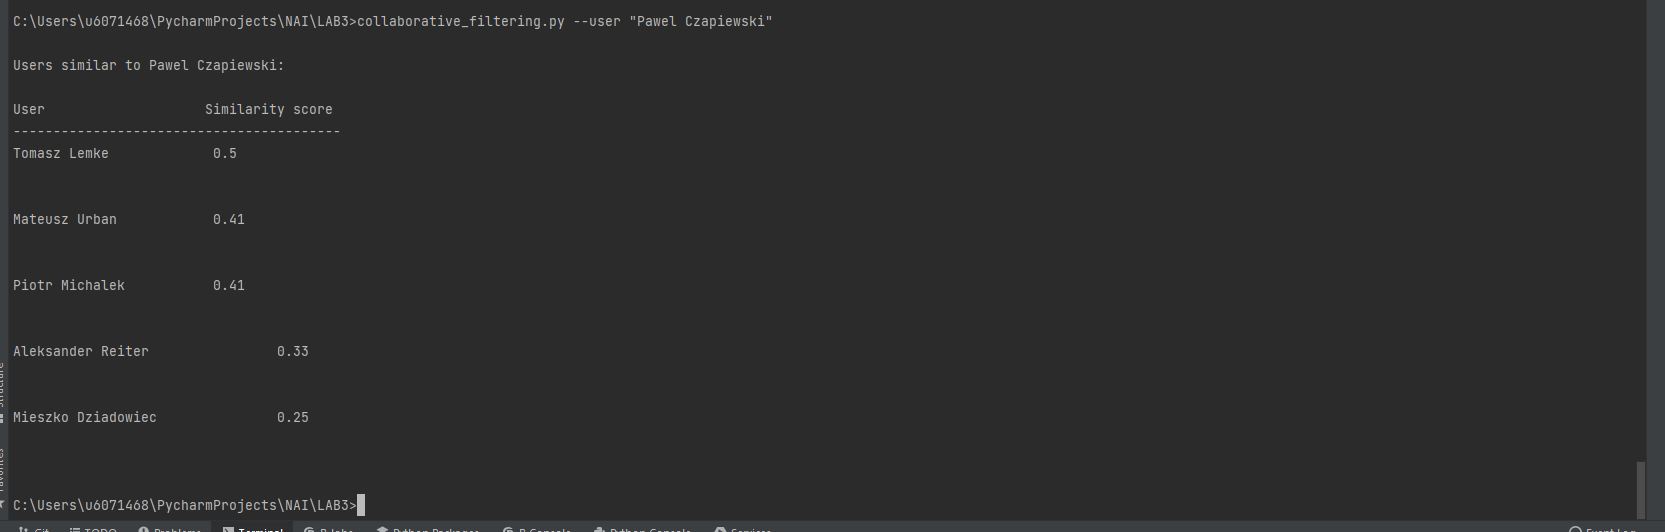 C:\Users\u6071468\PycharmProjects\NAI\LAB3>collaborative_filtering.py --user "Pawel Czapiewski"
Users similar to Pawel Czapiewski:
User Similarity score
-----------------------------------------
Tomasz Lemke 0.5
Mateusz Urban 0.41
Piotr Michalek 0.41
Aleksander Reiter 0.33
Mieszko Dziadowiec 0.25
C:\Users\u6071468\PycharmProjects\NAI\LAB3>
Structure
Favorites
Git TODO Problems Terminal R Jobs Python Packages R Console Python Console Services Event Log